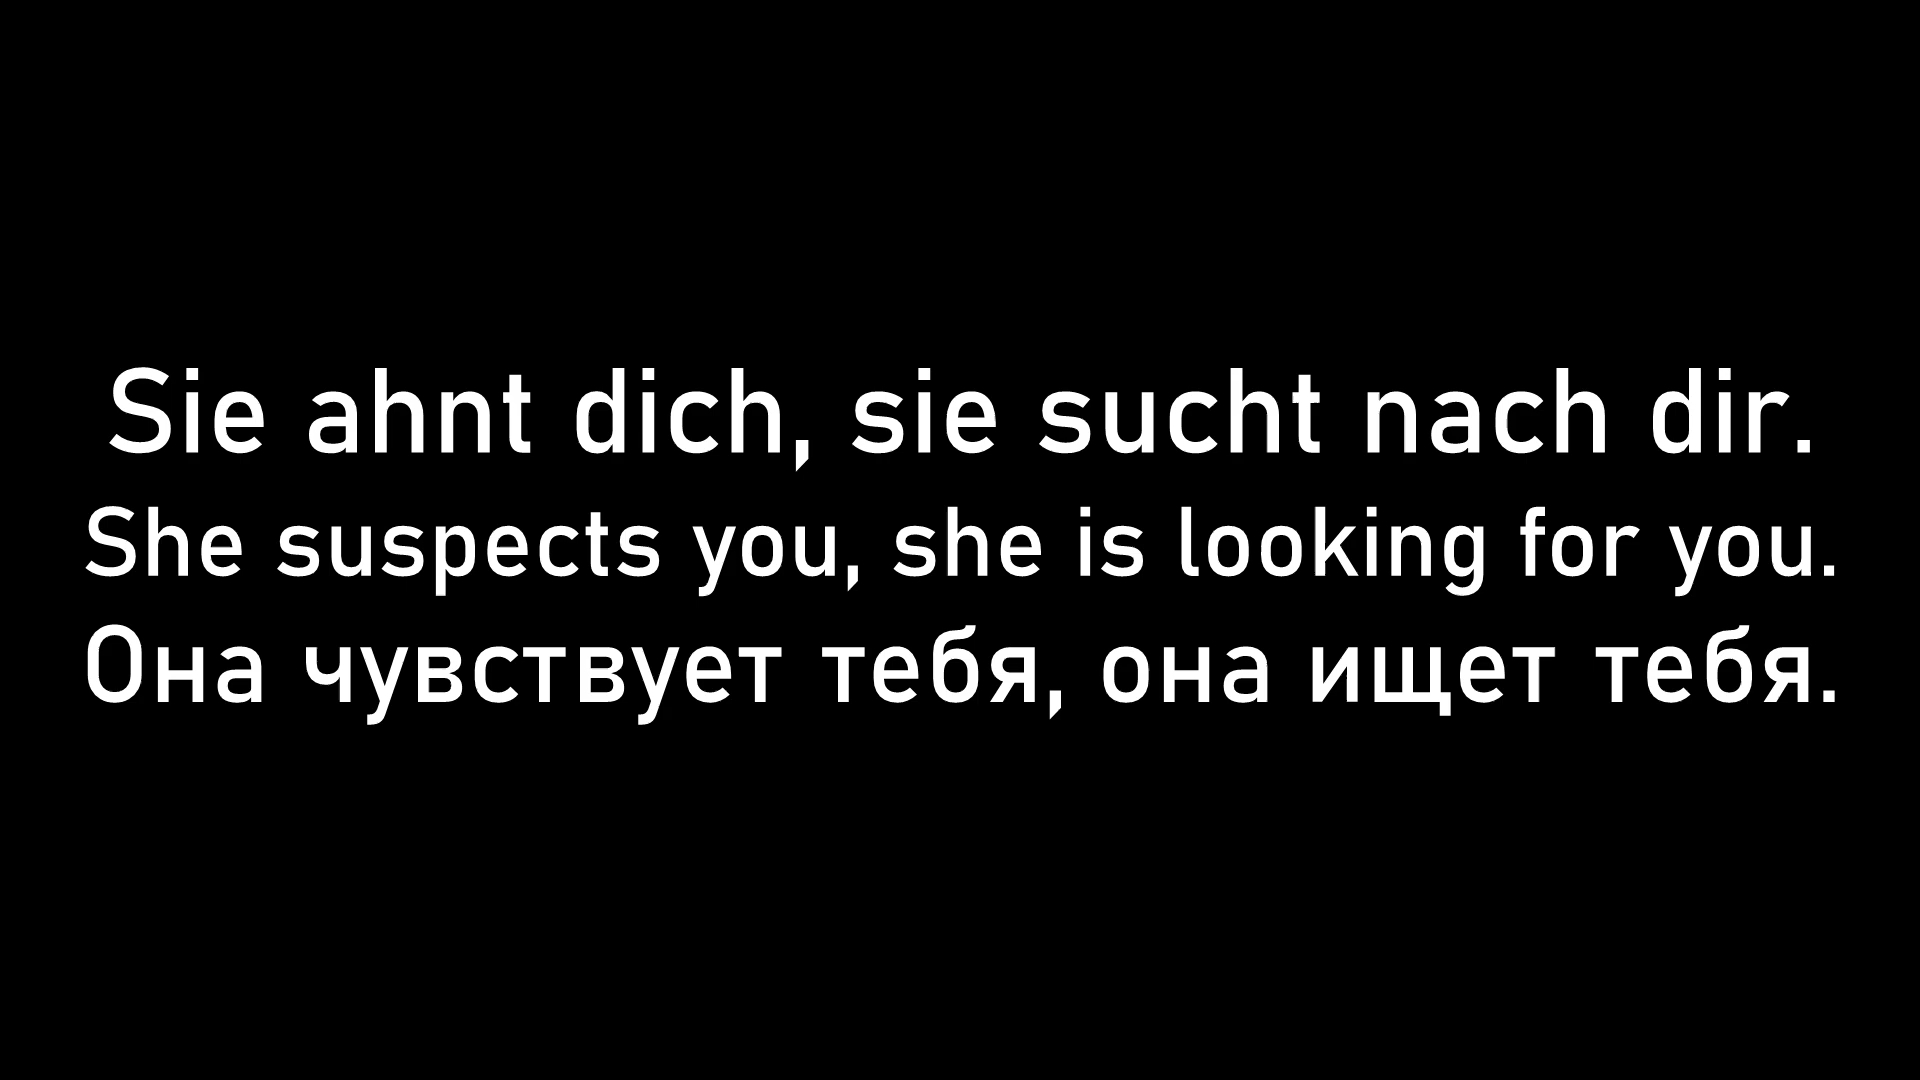 Sie ahnt dich, sie sucht nach dir.
She suspects you, she is looking for you.
Она чувствует тебя, она ищет тебя.